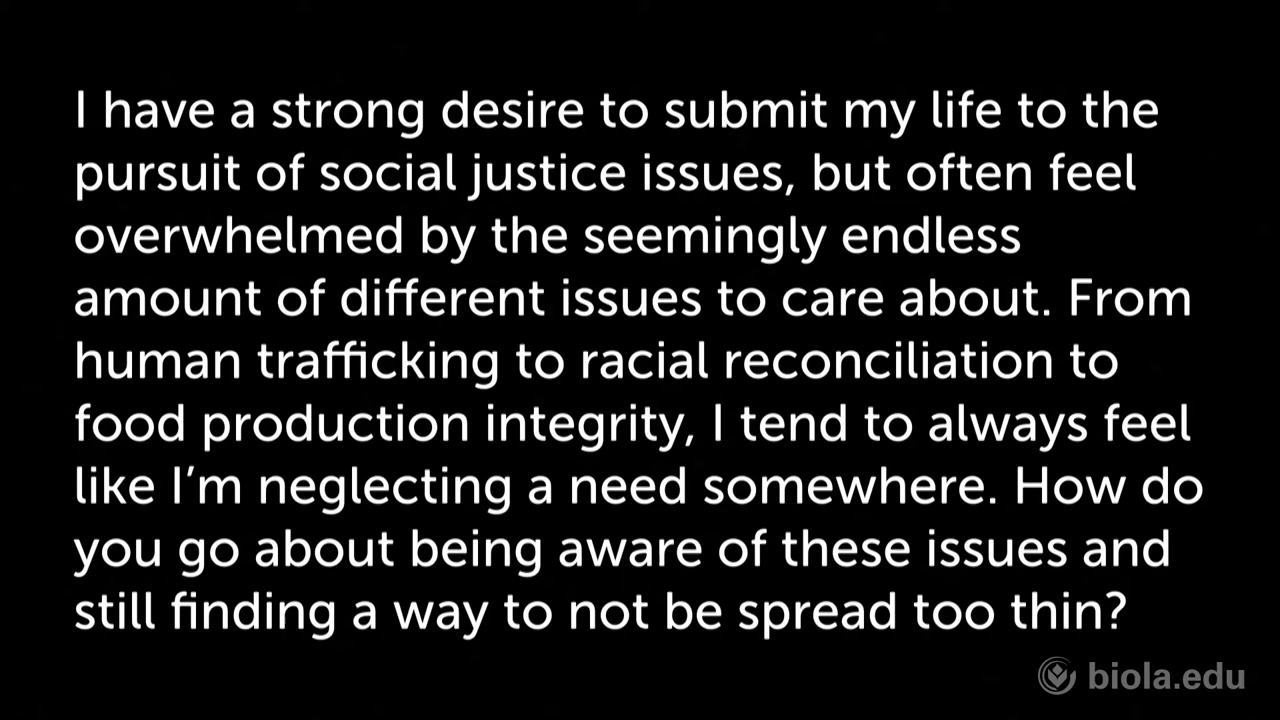 I have a strong desire to submit my life to the
pursuit of social justice issues, but often feel
overwhelmed by the seemingly endless
amount of different issues to care about. From
human trafficking to racial reconciliation to
food production integrity, I tend to always feel
like I’m neglecting a need somewhere. How do
you go about being aware of these issues and
still finding a way to not be spread too thin?
biola.edu